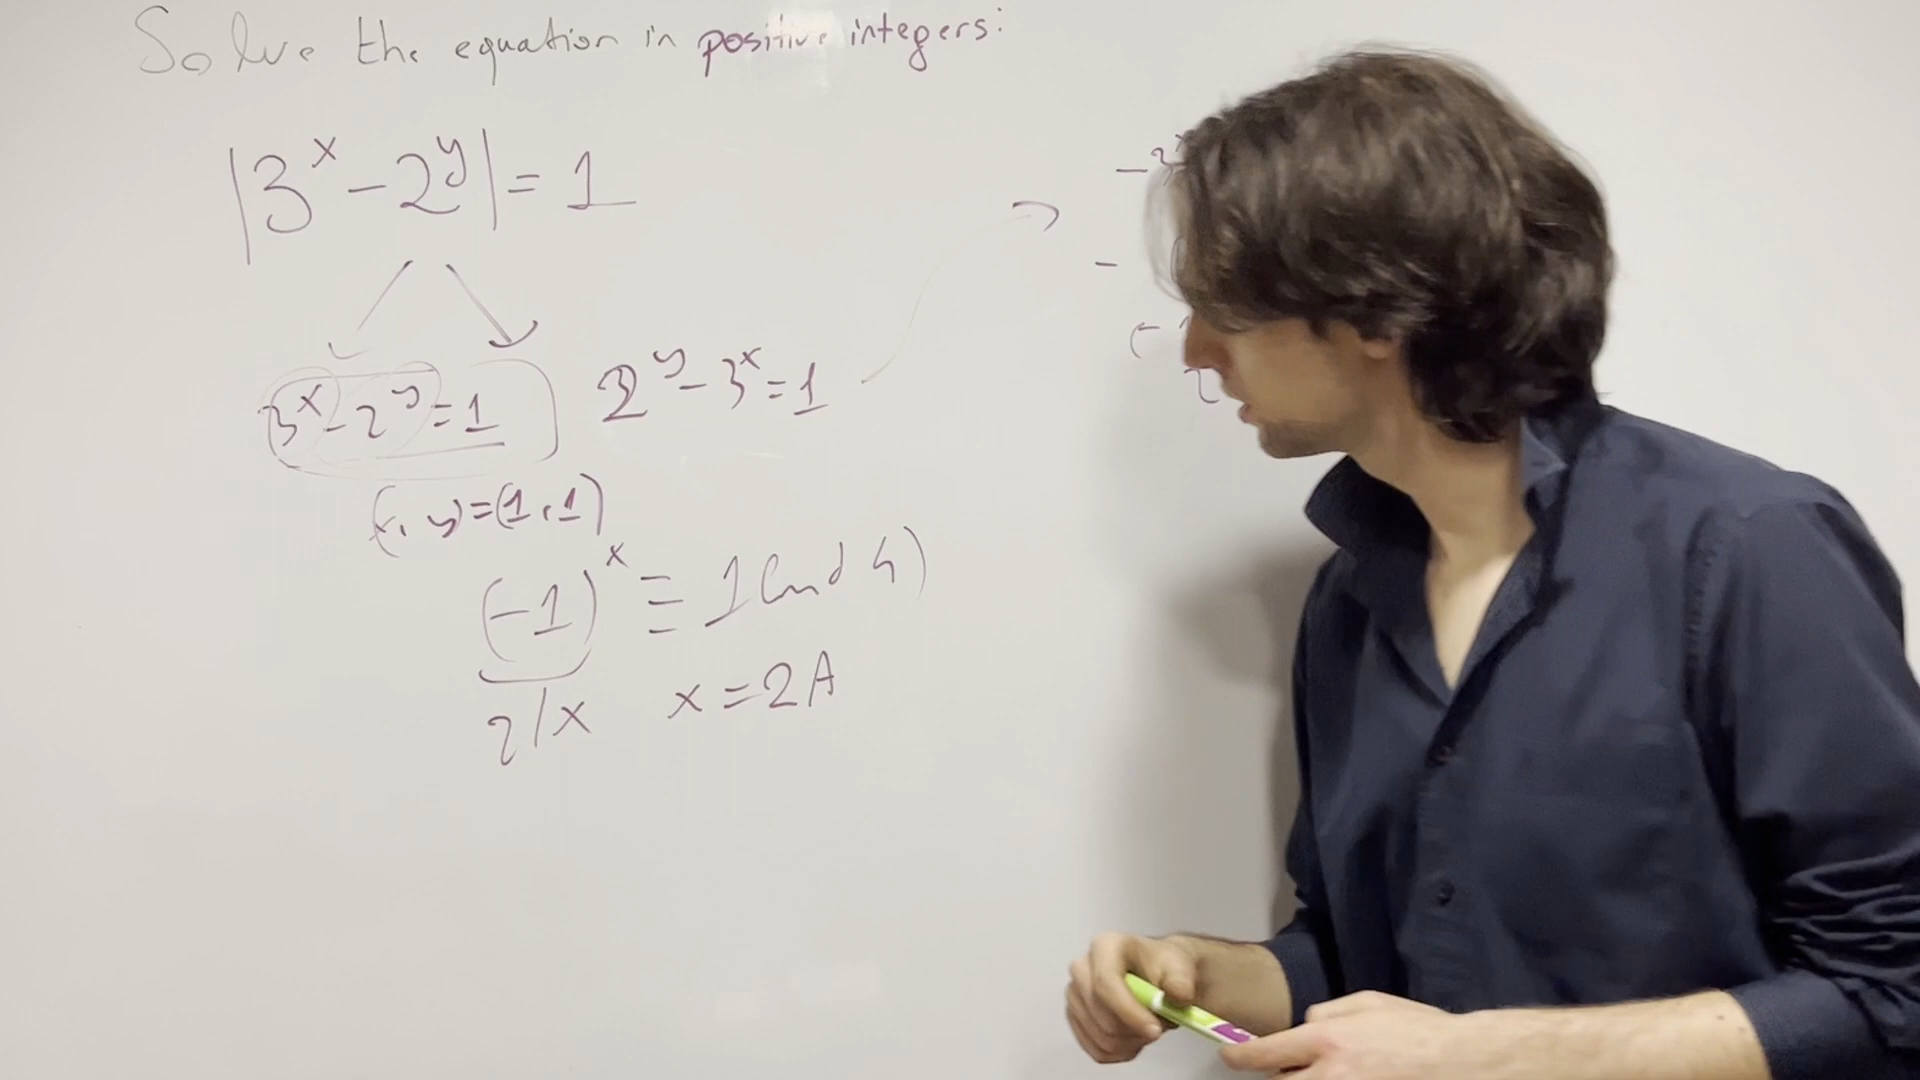 Solve the equation in positive integers:
|3^x - 2^y| = 1
3^x - 2^y = 1
2^y - 3^x = 1
(x, y) = (1, 1)
(-1)^x ≡ 1 (mod 4)
2 | x   x = 2A